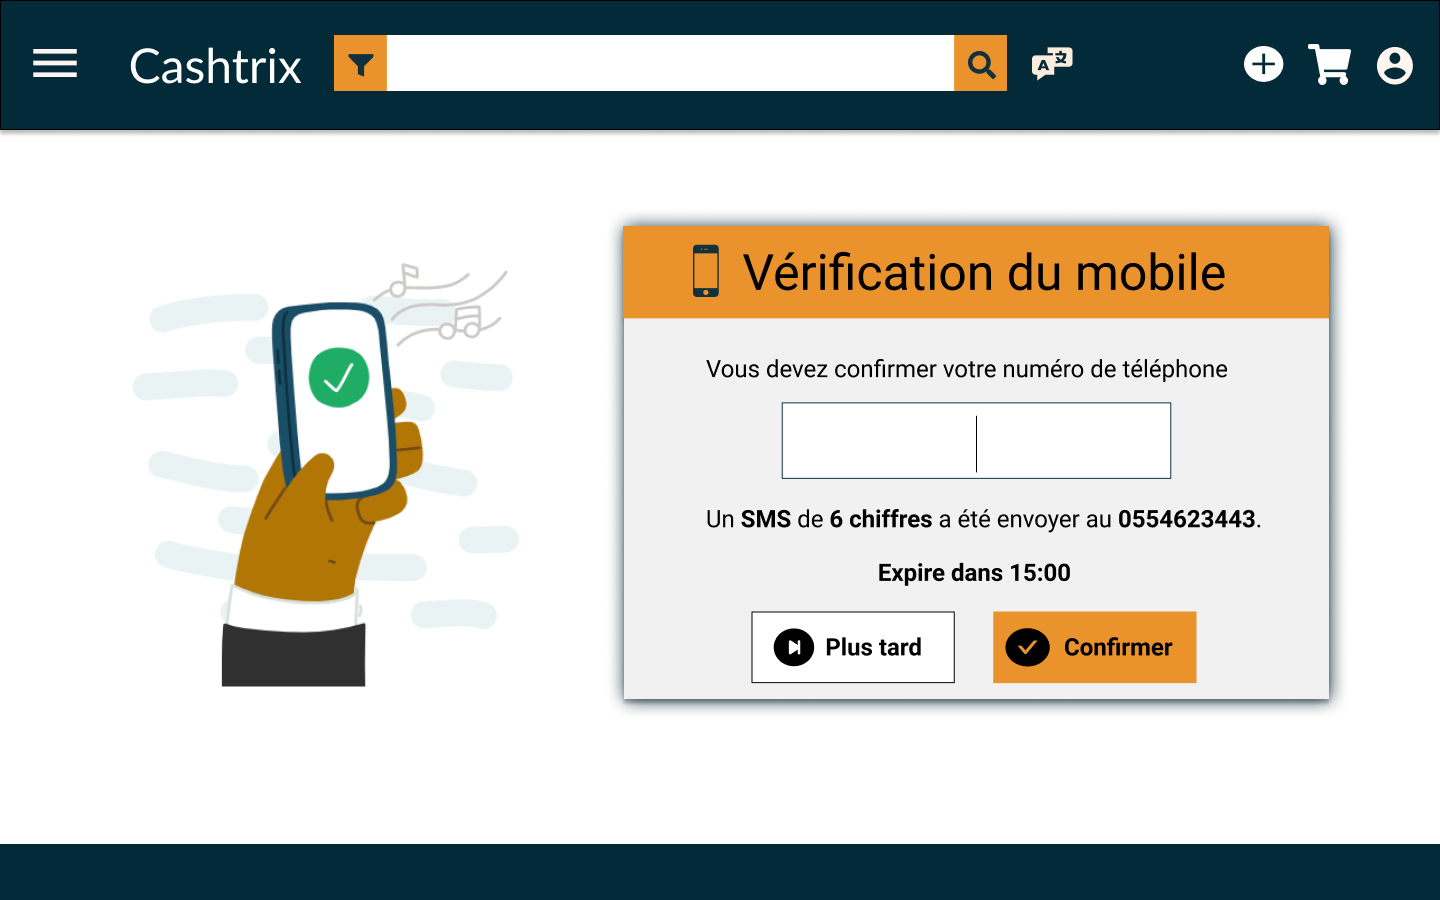 Cashtrix
A 文
Vérification du mobile
Vous devez confirmer votre numéro de téléphone
Un SMS de 6 chiffres a été envoyer au 0554623443.
Expire dans 15:00
Plus tard
Confirmer